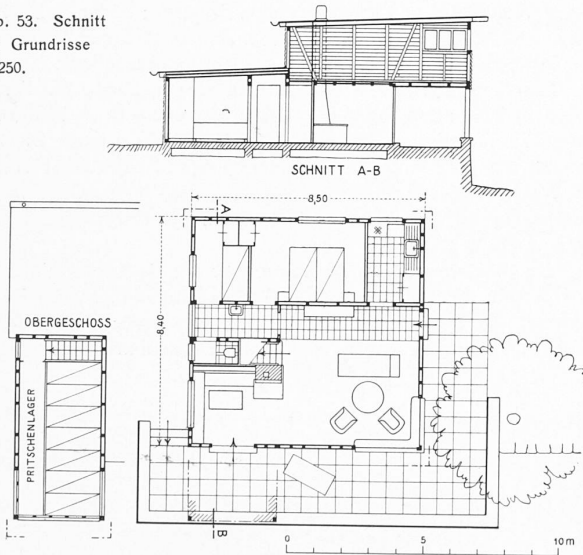 53. Schnitt
Grundrisse
250.
SCHNITT A-B
8,50
A
8,40
OBERGESCHOSS
PRITSCHENLAGER
B
0 5 10 m